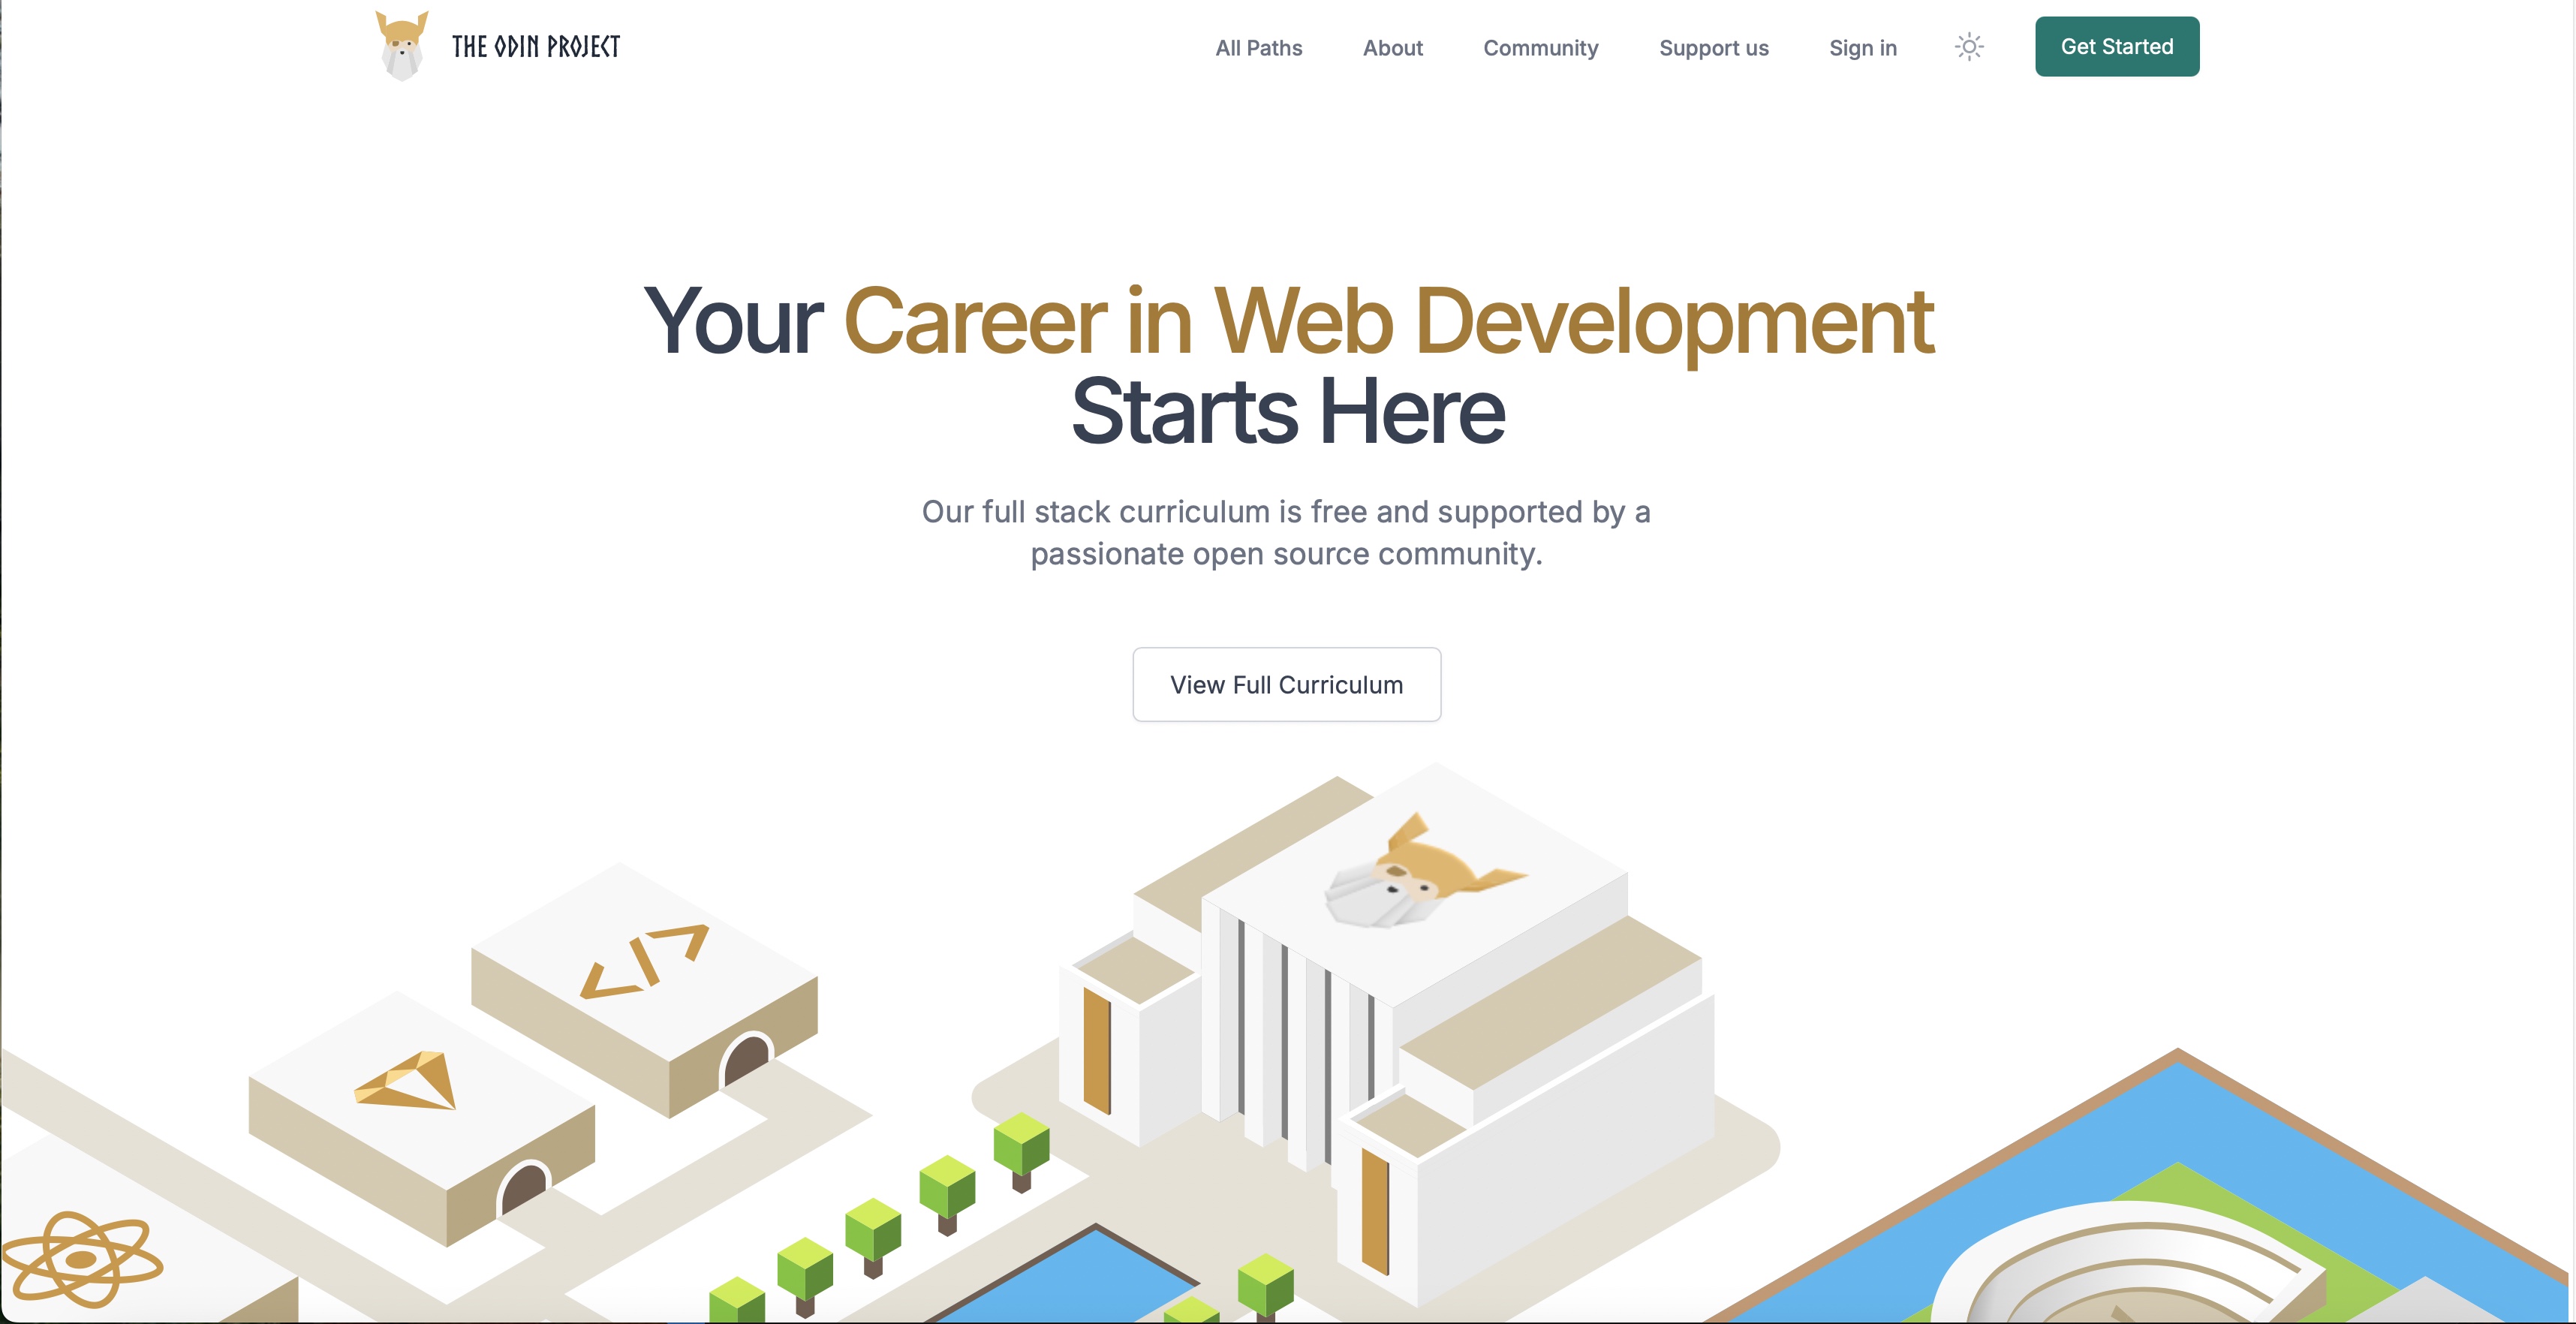 THE ODIN PROJECT
All Paths
About
Community
Support us
Sign in
Get Started
Your Career in Web Development
Starts Here
Our full stack curriculum is free and supported by a
passionate open source community.
View Full Curriculum
</>